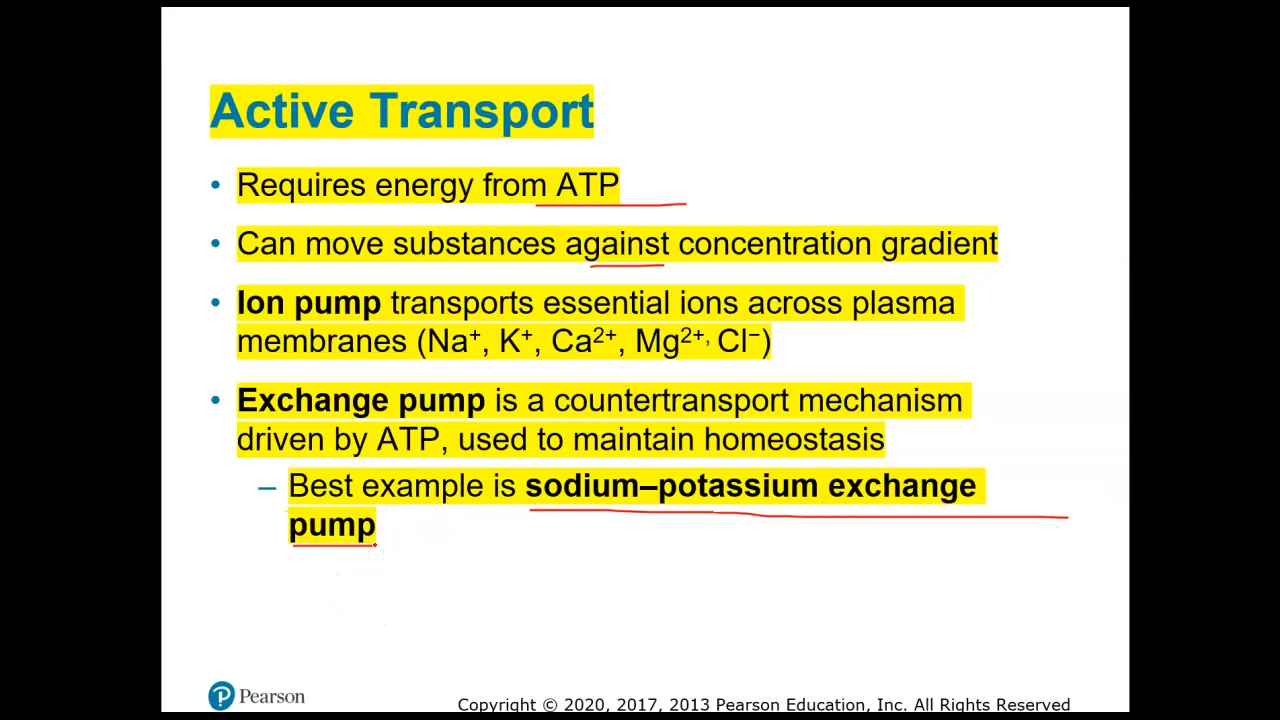 Active Transport
• Requires energy from ATP
• Can move substances against concentration gradient
• Ion pump transports essential ions across plasma
membranes (Na⁺, K⁺, Ca²⁺, Mg²⁺, Cl⁻)
• Exchange pump is a countertransport mechanism
driven by ATP, used to maintain homeostasis
– Best example is sodium–potassium exchange
pump
Pearson
Copyright © 2020, 2017, 2013 Pearson Education, Inc. All Rights Reserved